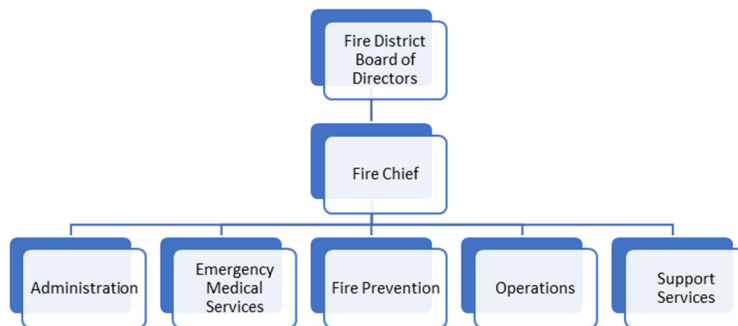 Fire District
Board of
Directors
Fire Chief
Administration
Emergency
Medical
Services
Fire Prevention
Operations
Support
Services